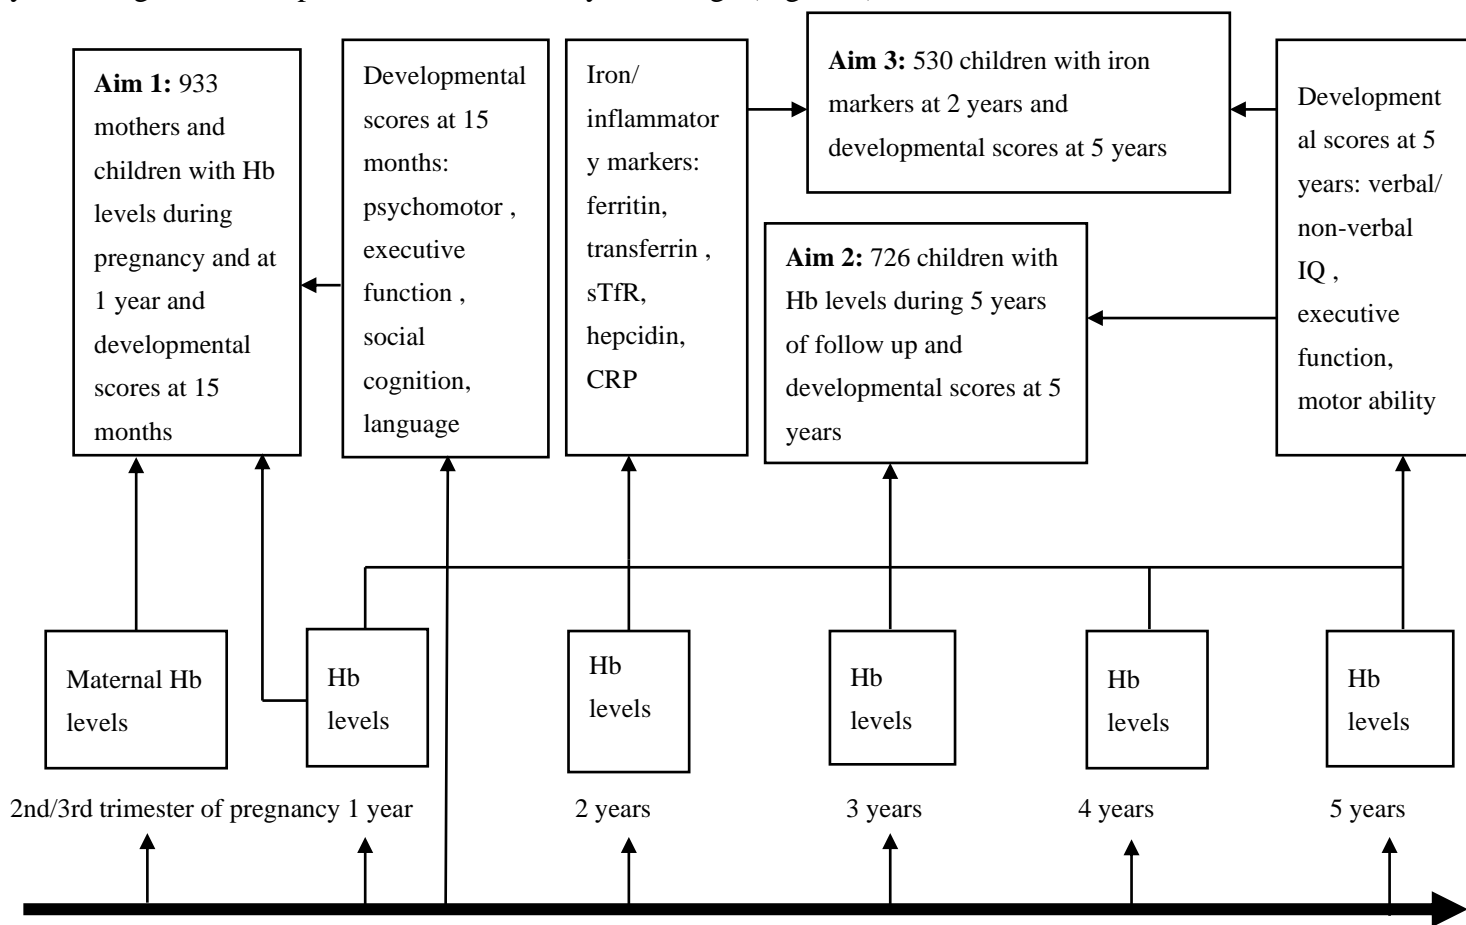 Aim 1: 933
mothers and
children with Hb
levels during
pregnancy and at
1 year and
developmental
scores at 15
months
Developmental
scores at 15
months:
psychomotor ,
executive
function ,
social
cognition,
language
Iron/
inflammator
y markers:
ferritin,
transferrin ,
sTfR,
hepcidin,
CRP
Aim 3: 530 children with iron
markers at 2 years and
developmental scores at 5 years
Aim 2: 726 children with
Hb levels during 5 years
of follow up and
developmental scores at 5
years
Development
al scores at 5
years: verbal/
non-verbal
IQ ,
executive
function,
motor ability
Maternal Hb
levels
Hb
levels
Hb
levels
Hb
levels
Hb
levels
Hb
levels
2nd/3rd trimester of pregnancy 1 year
2 years
3 years
4 years
5 years